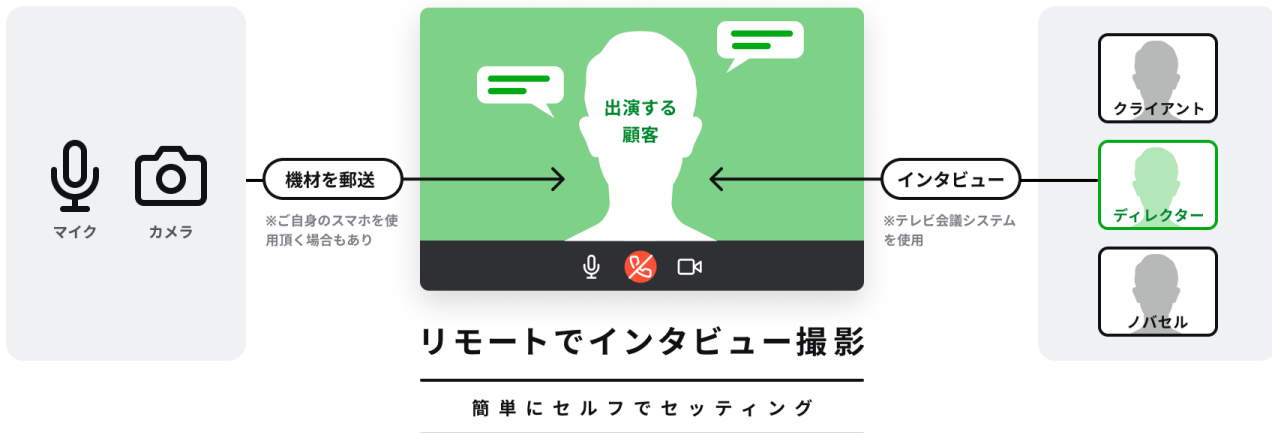 マイク
カメラ
機材を郵送
※ご自身のスマホを使
用頂く場合もあり
出演する
顧客
インタビュー
※テレビ会議システム
を使用
クライアント
ディレクター
ノバセル
リモートでインタビュー撮影
簡単にセルフでセッティング